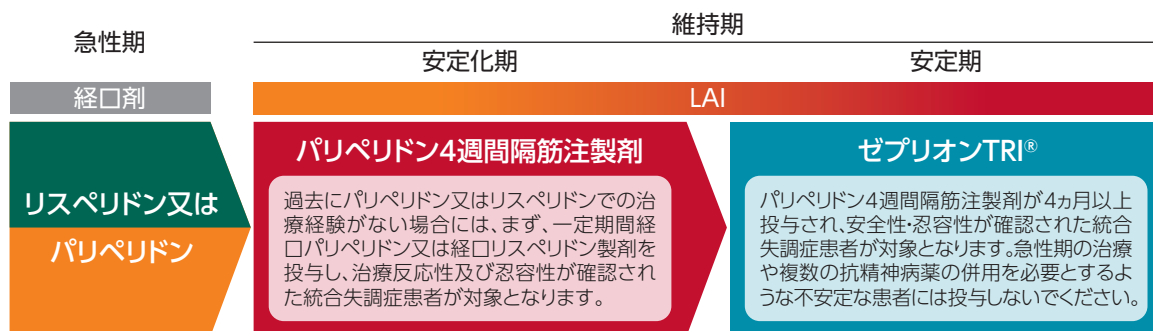 急性期
維持期
安定化期
安定期
経口剤
LAI
リスペリドン又は
パリペリドン
パリペリドン4週間隔筋注製剤
過去にパリペリドン又はリスペリドンでの治
療経験がない場合には、まず、一定期間経
口パリペリドン又は経口リスペリドン製剤を
投与し、治療反応性及び忍容性が確認され
た統合失調症患者が対象となります。
ゼプリオンTRI®
パリペリドン4週間隔筋注製剤が4ヵ月以上
投与され、安全性・忍容性が確認された統合
失調症患者が対象となります。急性期の治療
や複数の抗精神病薬の併用を必要とするよ
うな不安定な患者には投与しないでください。